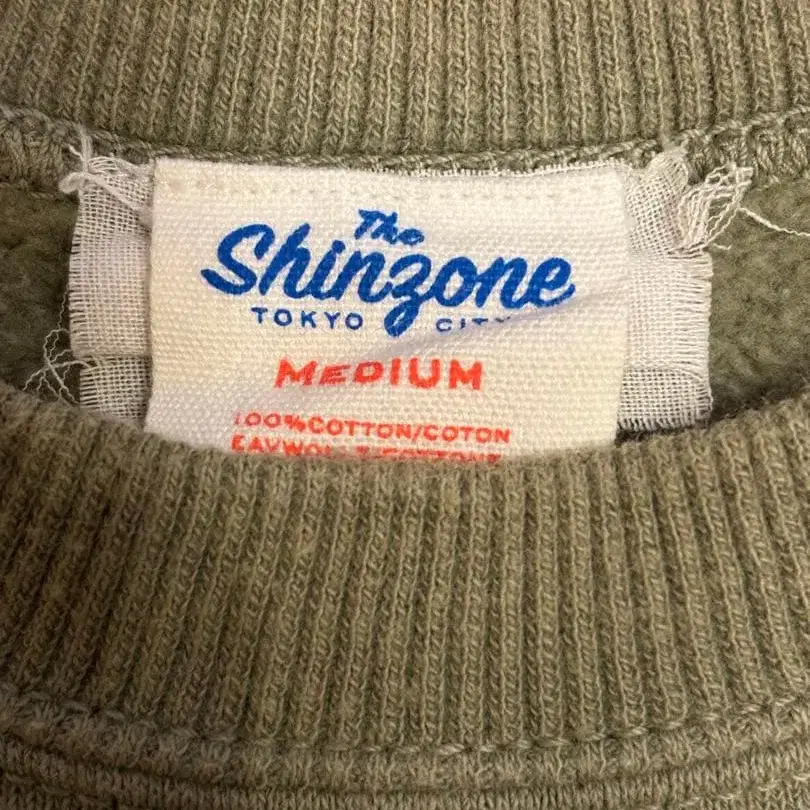 The
Shinzone
TOKYO CITY
MEDIUM
100%COTTON/COTON